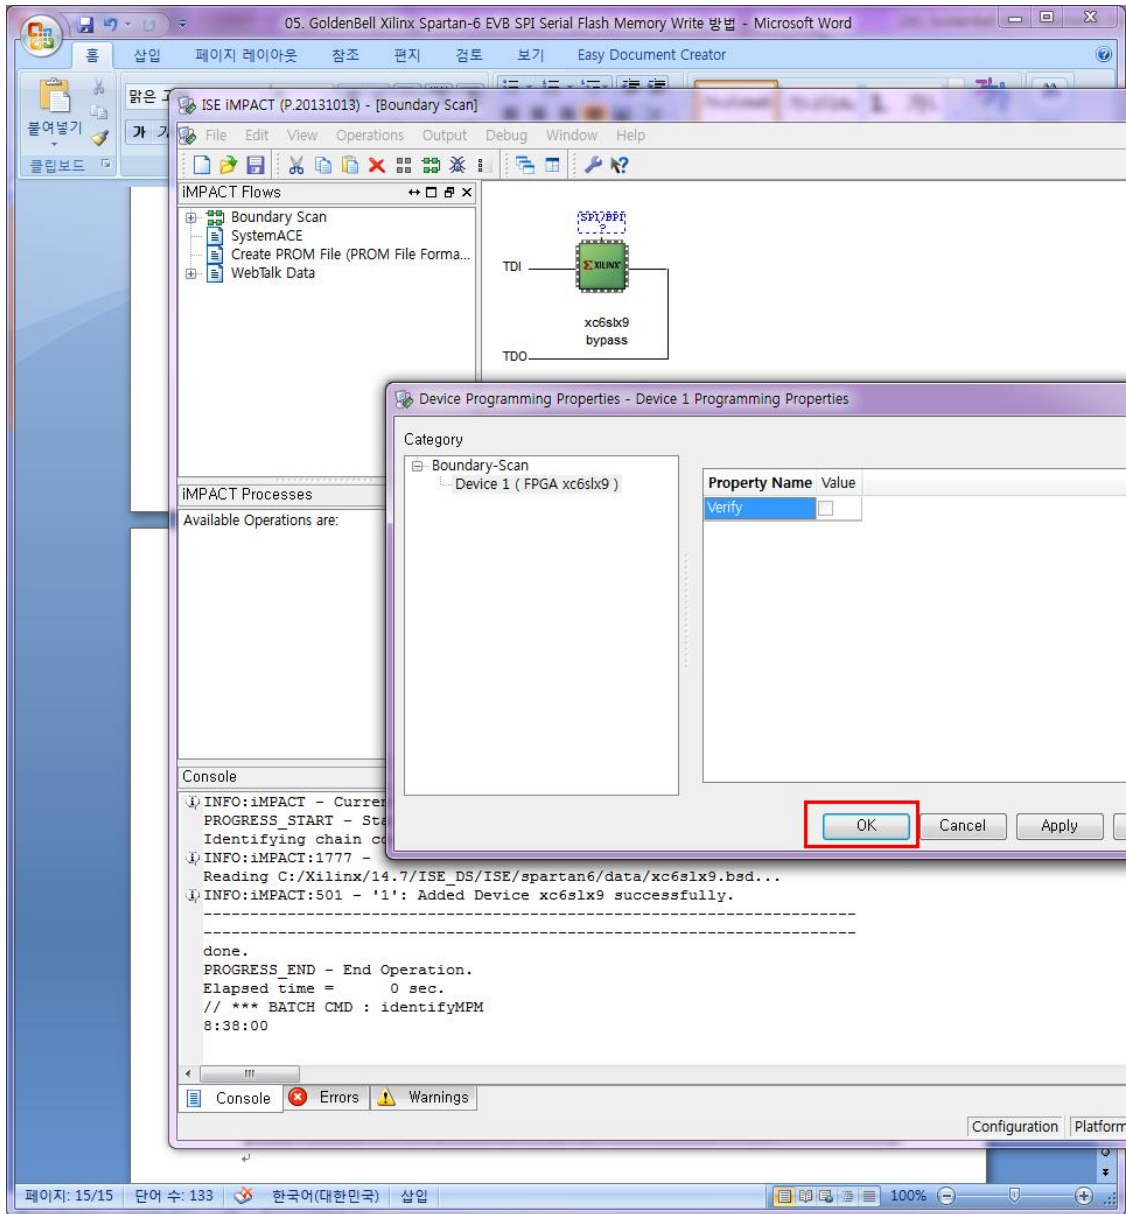 05. GoldenBell Xilinx Spartan-6 EVB SPI Serial Flash Memory Write 방법 - Microsoft Word
홈 삽입 페이지 레이아웃 참조 편지 검토 보기 Easy Document Creator
붙여넣기
맑은
가
클립보드
ISE iMPACT (P.20131013) - [Boundary Scan]
File Edit View Operations Output Debug Window Help
iMPACT Flows
Boundary Scan
SystemACE
Create PROM File (PROM File Forma...
WebTalk Data
SPI/BPI
?
XILINX
TDI
xc6slx9
bypass
TDO
Device Programming Properties - Device 1 Programming Properties
Category
Boundary-Scan
Device 1 ( FPGA xc6slx9 )
Property Name Value
Verify
OK Cancel Apply
iMPACT Processes
Available Operations are:
Console
INFO:iMPACT - Curre
PROGRESS_START - Sta
Identifying chain co
INFO:iMPACT:1777 -
Reading C:/Xilinx/14.7/ISE_DS/ISE/spartan6/data/xc6slx9.bsd...
INFO:iMPACT:501 - '1': Added Device xc6slx9 successfully.
----------------------------------------------------------------------
----------------------------------------------------------------------
done.
PROGRESS_END - End Operation.
Elapsed time = 0 sec.
// *** BATCH CMD : identifyMPM
8:38:00
Console Errors Warnings
Configuration Platform
페이지: 15/15 단어 수: 133 한국어(대한민국) 삽입 100%